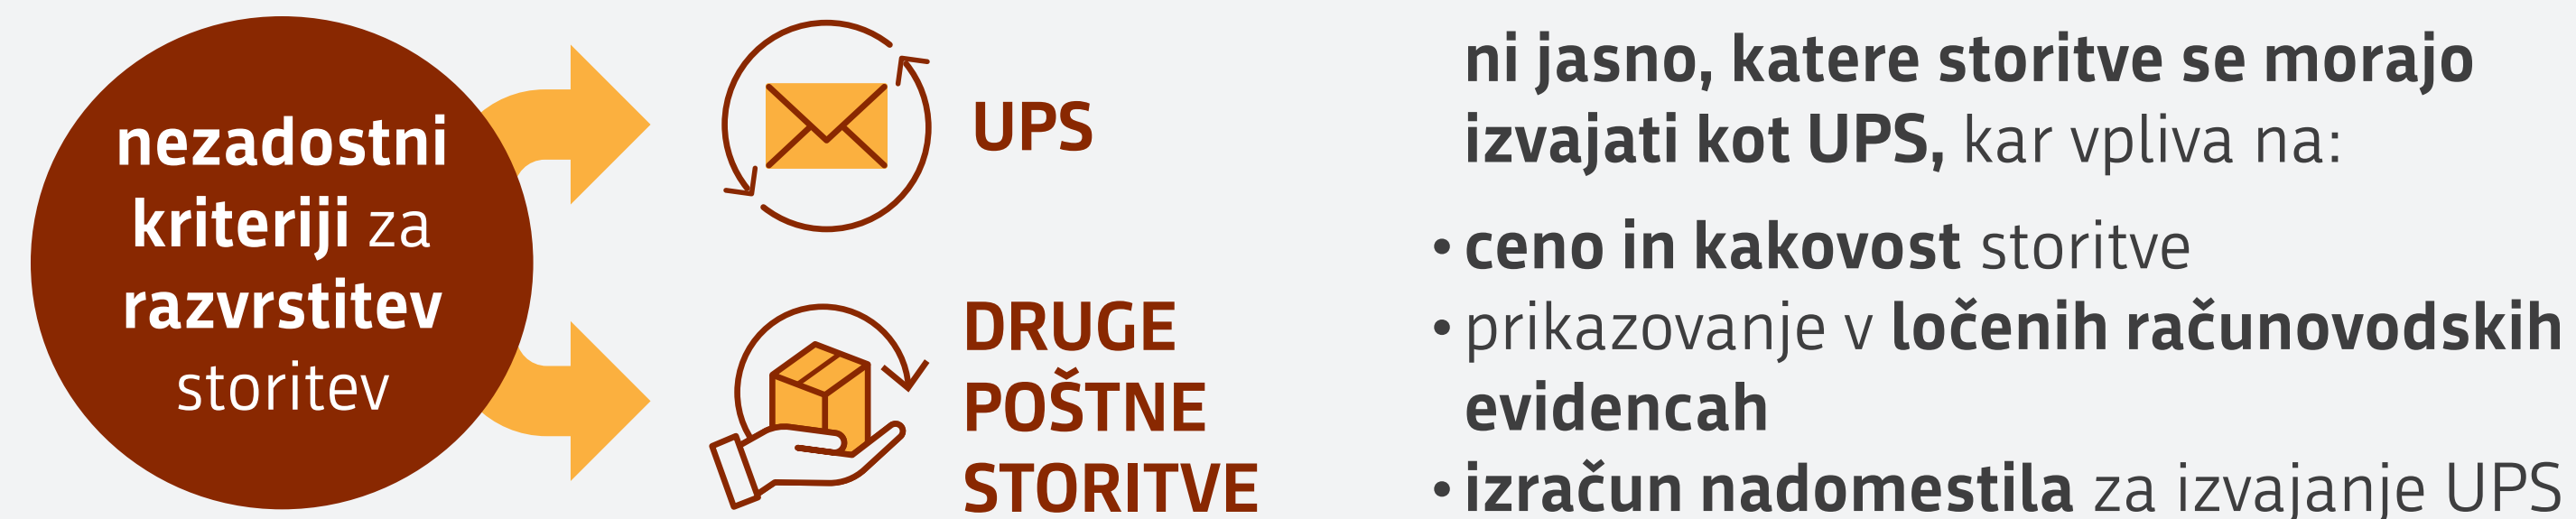 nezadostni
kriteriji za
razvrstitev
storitev
UPS
DRUGE
POŠTNE
STORITVE
ni jasno, katere storitve se morajo
izvajati kot UPS, kar vpliva na:
• ceno in kakovost storitve
• prikazovanje v ločenih računovodskih
evidencah
• izračun nadomestila za izvajanje UPS